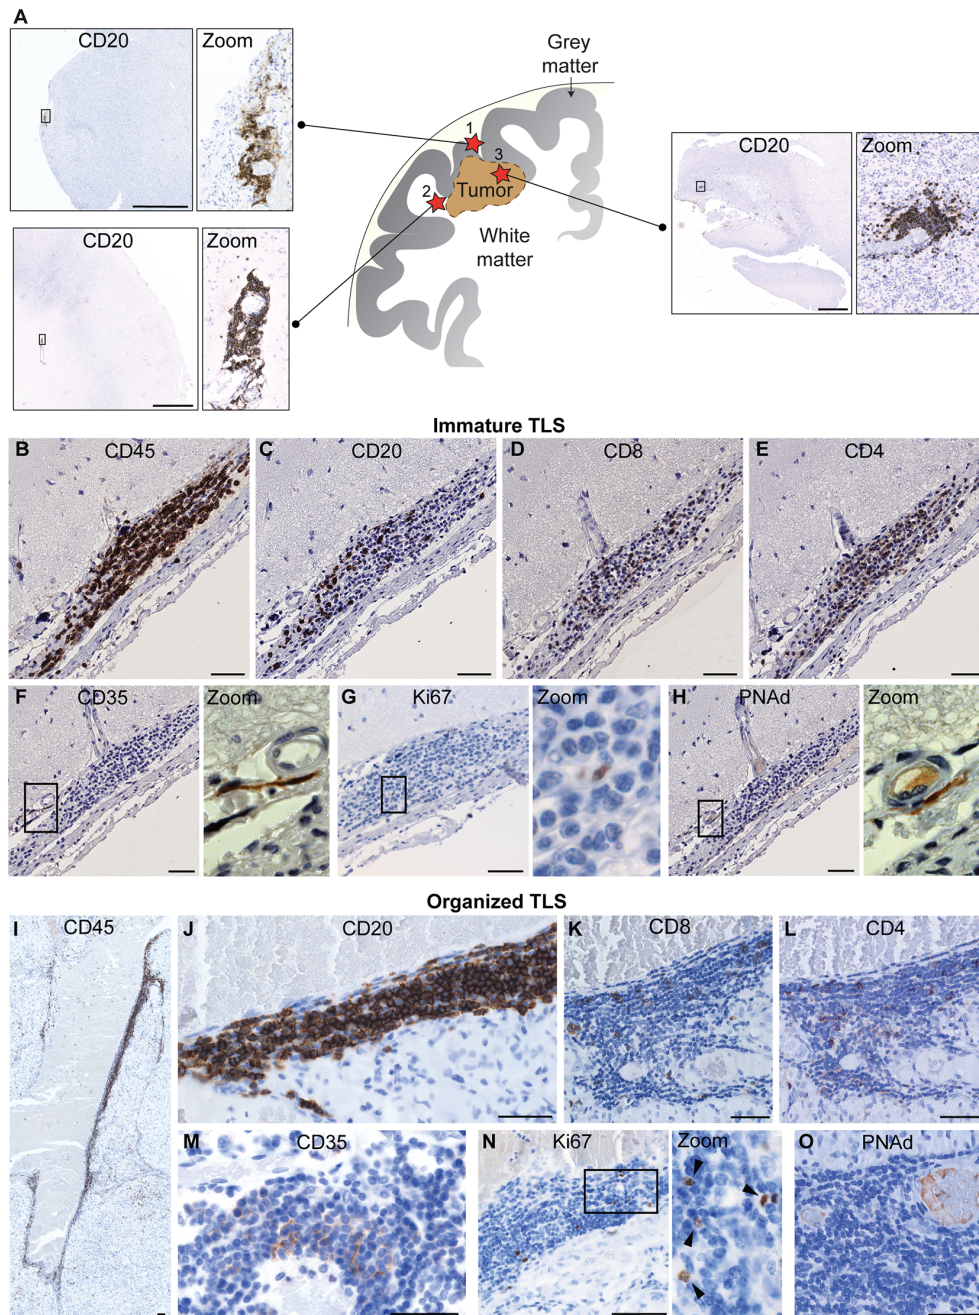 A
CD20
Zoom
CD20
Zoom
Grey
matter
1
3
2
Tumor
White
matter
CD20
Zoom
Immature TLS
B
CD45
C
CD20
D
CD8
E
CD4
F
CD35
Zoom
G
Ki67
Zoom
H
PNAd
Zoom
Organized TLS
I
CD45
J
CD20
K
CD8
L
CD4
M
CD35
N
Ki67
Zoom
O
PNAd